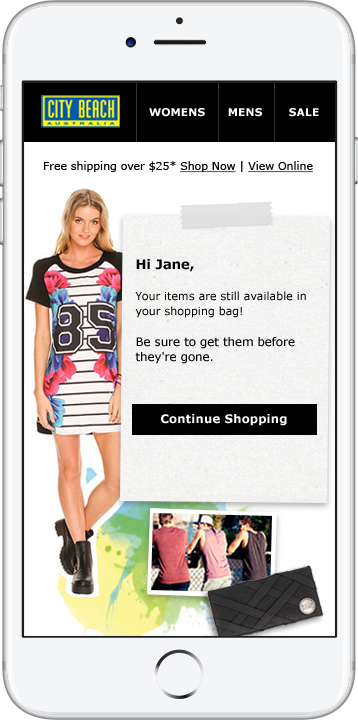 CITY BEACH
AUSTRALIA
WOMENS MENS SALE
Free shipping over $25* Shop Now | View Online
Hi Jane,
Your items are still available in
your shopping bag!
Be sure to get them before
they're gone.
Continue Shopping
85